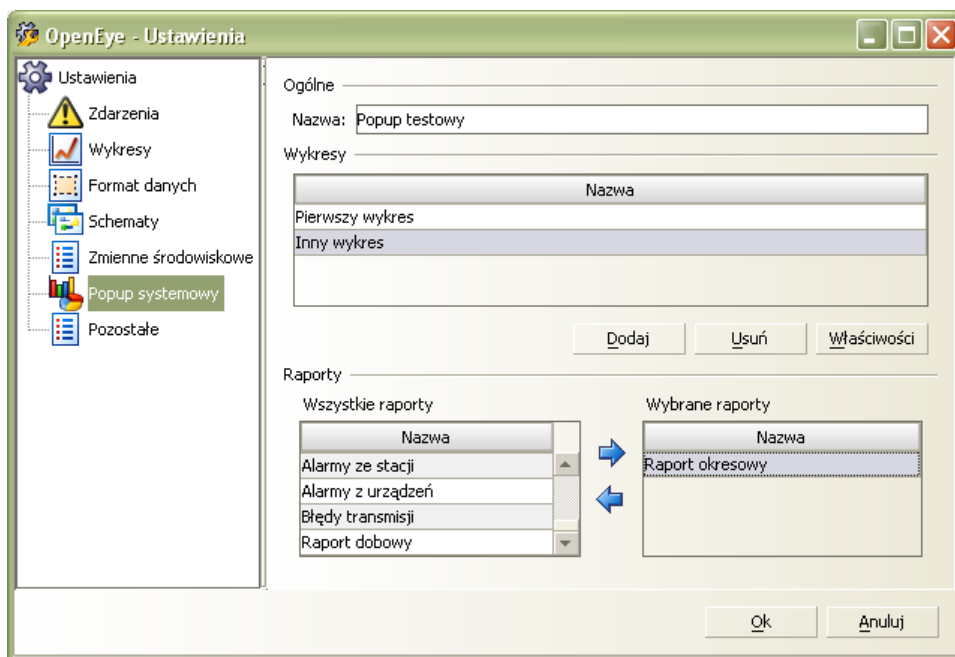 OpenEye - Ustawienia
Ustawienia
Zdarzenia
Wykresy
Format danych
Schematy
Zmienne środowiskowe
Popup systemowy
Pozostałe
Ogólne
Nazwa: Popup testowy
Wykresy
Nazwa
Pierwszy wykres
Inny wykres
Dodaj Usuń Właściwości
Raporty
Wszystkie raporty
Nazwa
Alarmy ze stacji
Alarmy z urządzeń
Błędy transmisji
Raport dobowy
Wybrane raporty
Nazwa
Raport okresowy
Ok Anuluj